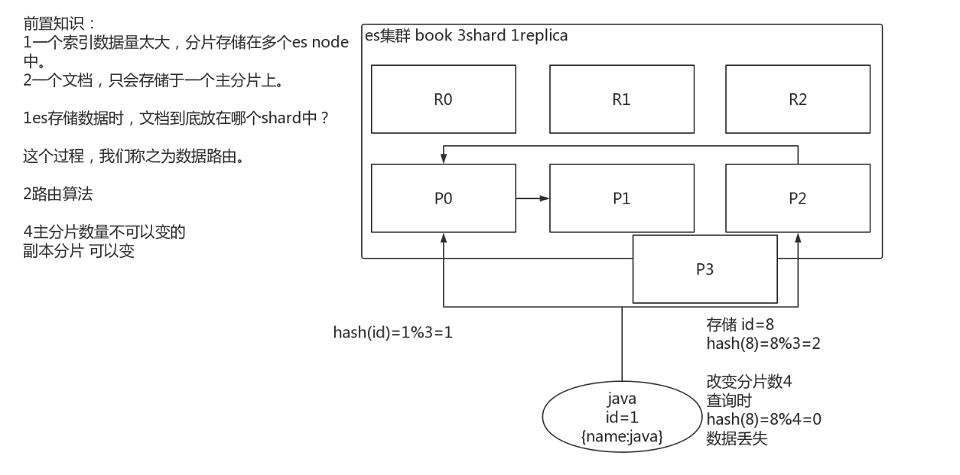 前置知识：
1一个索引数据量太大，分片存储在多个es node
中。
2一个文档，只会存储于一个主分片上。
1es存储数据时，文档到底放在哪个shard中？
这个过程，我们称之为数据路由。
2路由算法
4主分片数量不可以变的
副本分片 可以变
es集群 book 3shard 1replica
R0
R1
R2
P0
P1
P2
P3
hash(id)=1%3=1
存储 id=8
hash(8)=8%3=2
改变分片数4
查询时
hash(8)=8%4=0
数据丢失
java
id=1
{name:java}